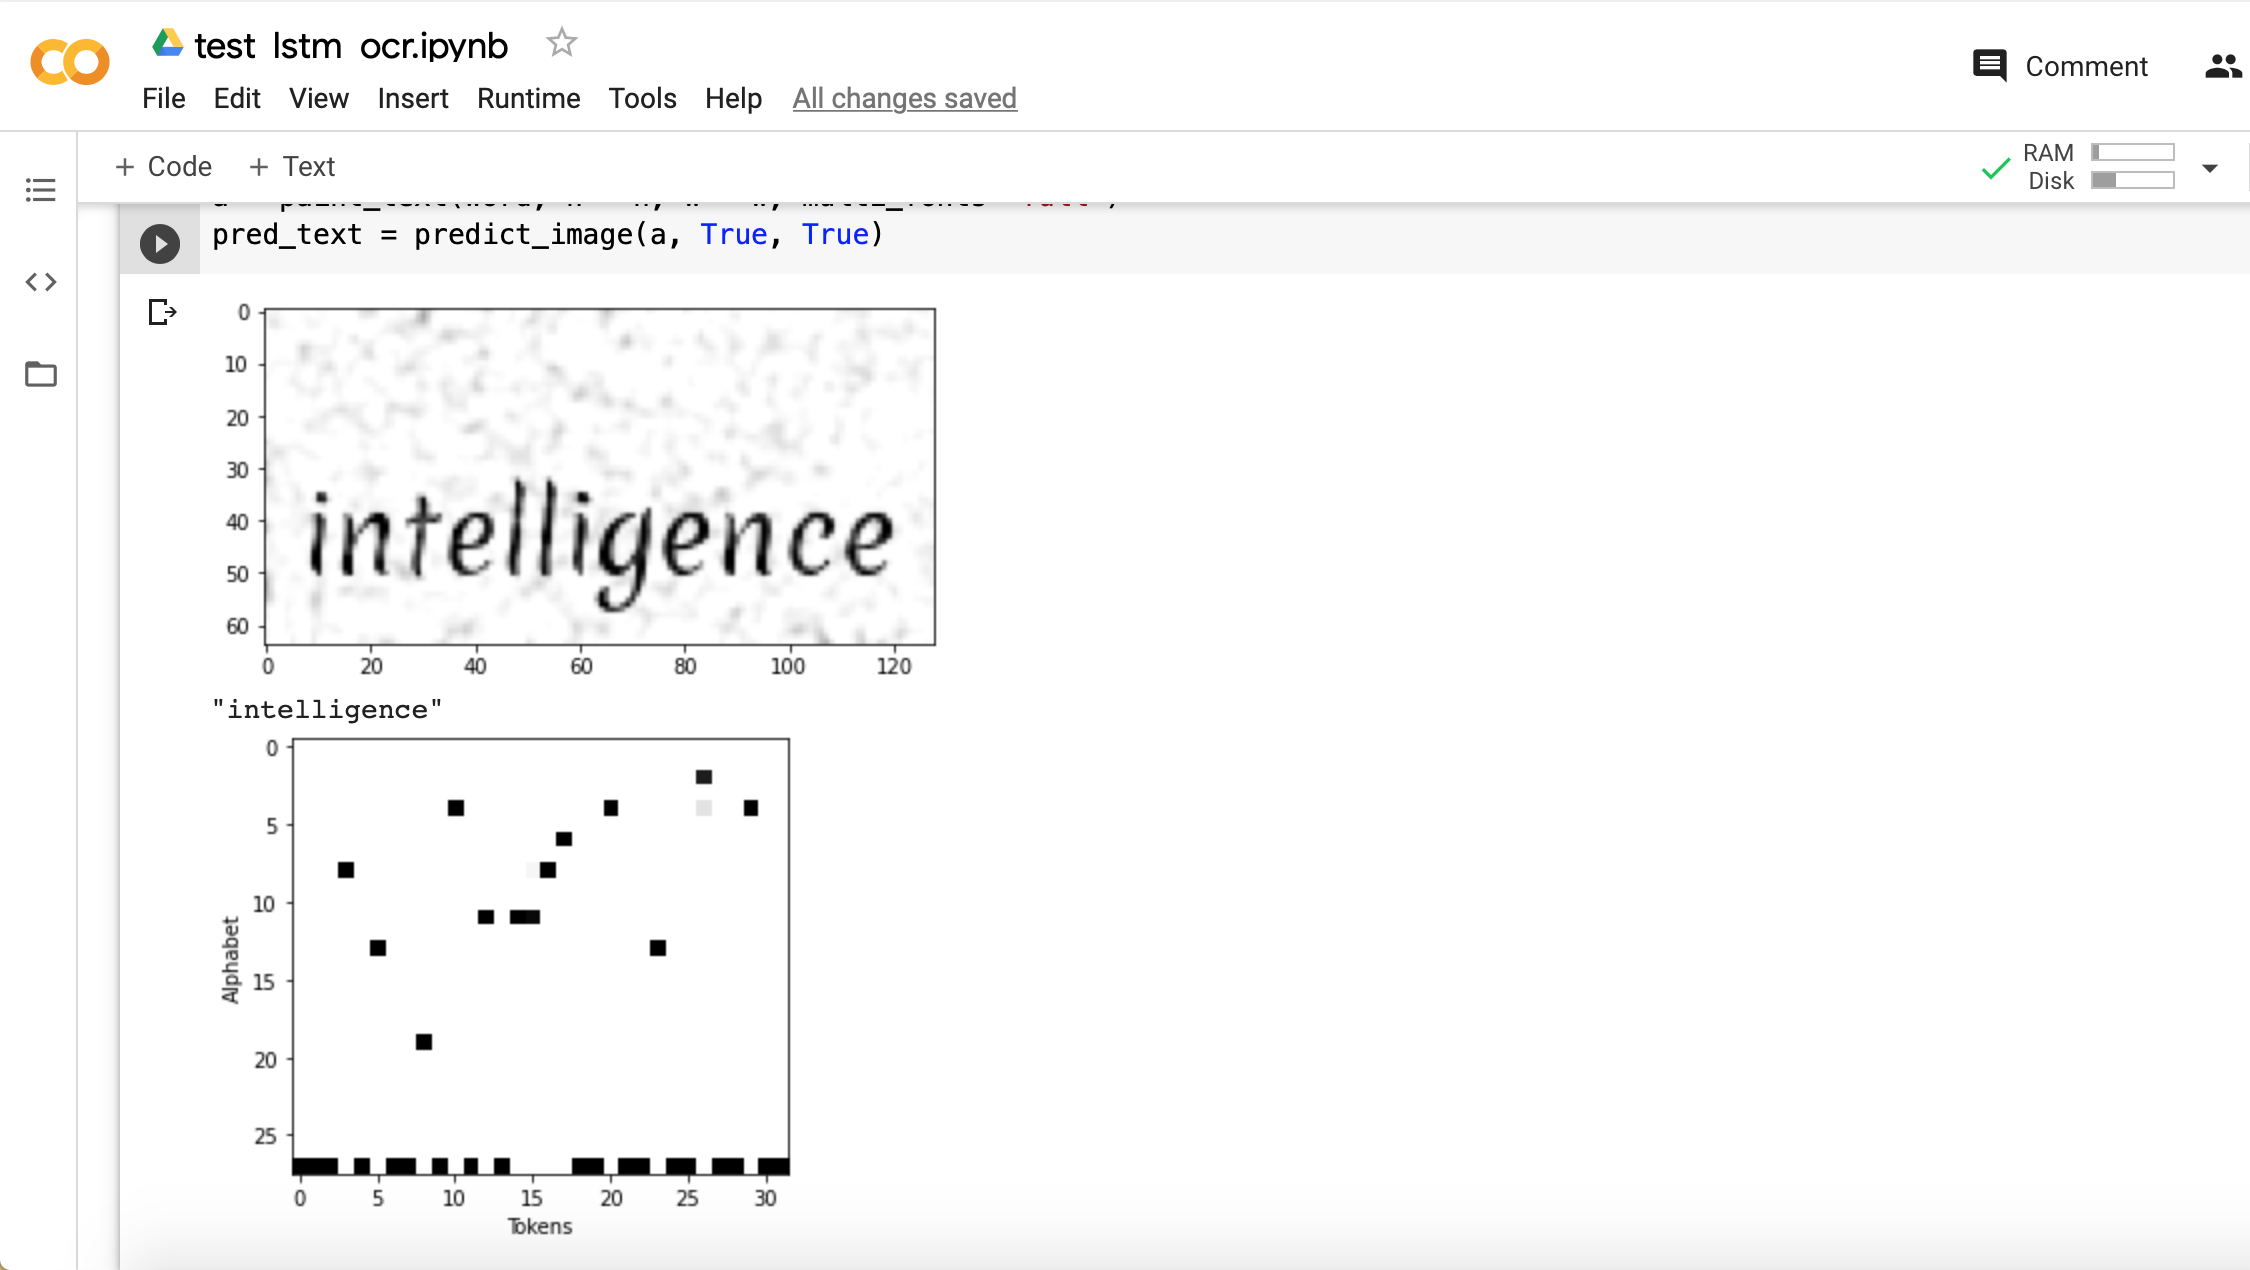 test lstm ocr.ipynb
Comment
File Edit View Insert Runtime Tools Help All changes saved
+ Code + Text
RAM
Disk
pred_text = predict_image(a, True, True)
0
10
20
30
40
50
60
intelligence
0 20 40 60 80 100 120
"intelligence"
0
5
10
15
20
25
Alphabet
0 5 10 15 20 25 30
Tokens